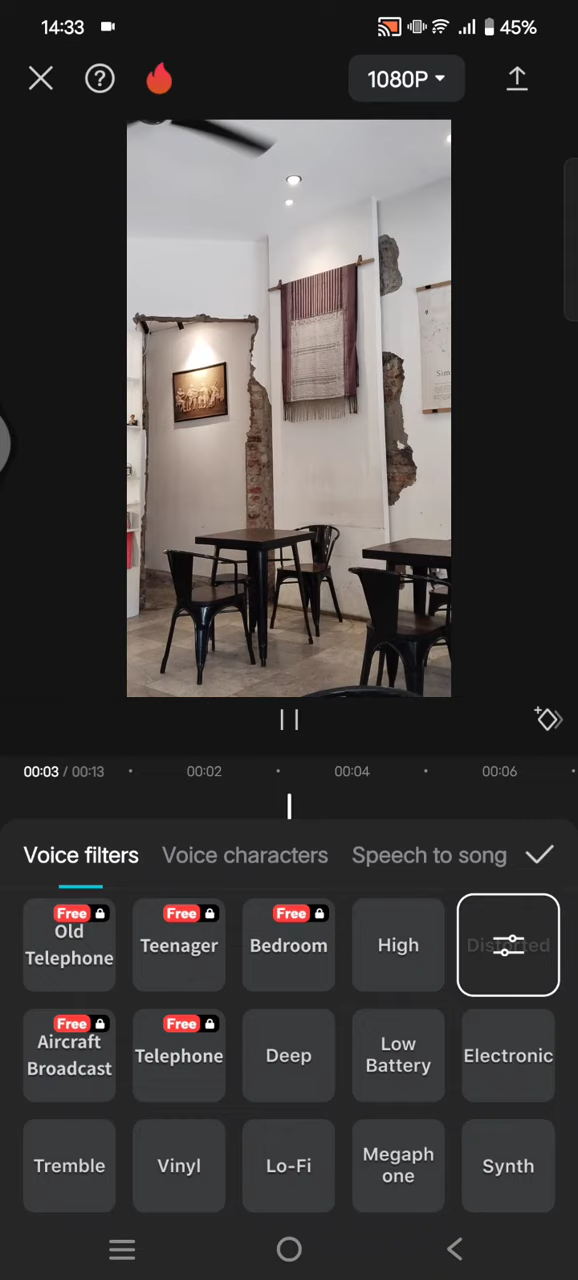 14:33
45%
1080P
Sim
00:03 / 00:13
00:02
00:04
00:06
Voice filters
Voice characters
Speech to song
Free
Old
Telephone
Free
Teenager
Free
Bedroom
High
Distorted
Free
Aircraft
Broadcast
Free
Telephone
Deep
Low
Battery
Electronic
Tremble
Vinyl
Lo-Fi
Megaph
one
Synth